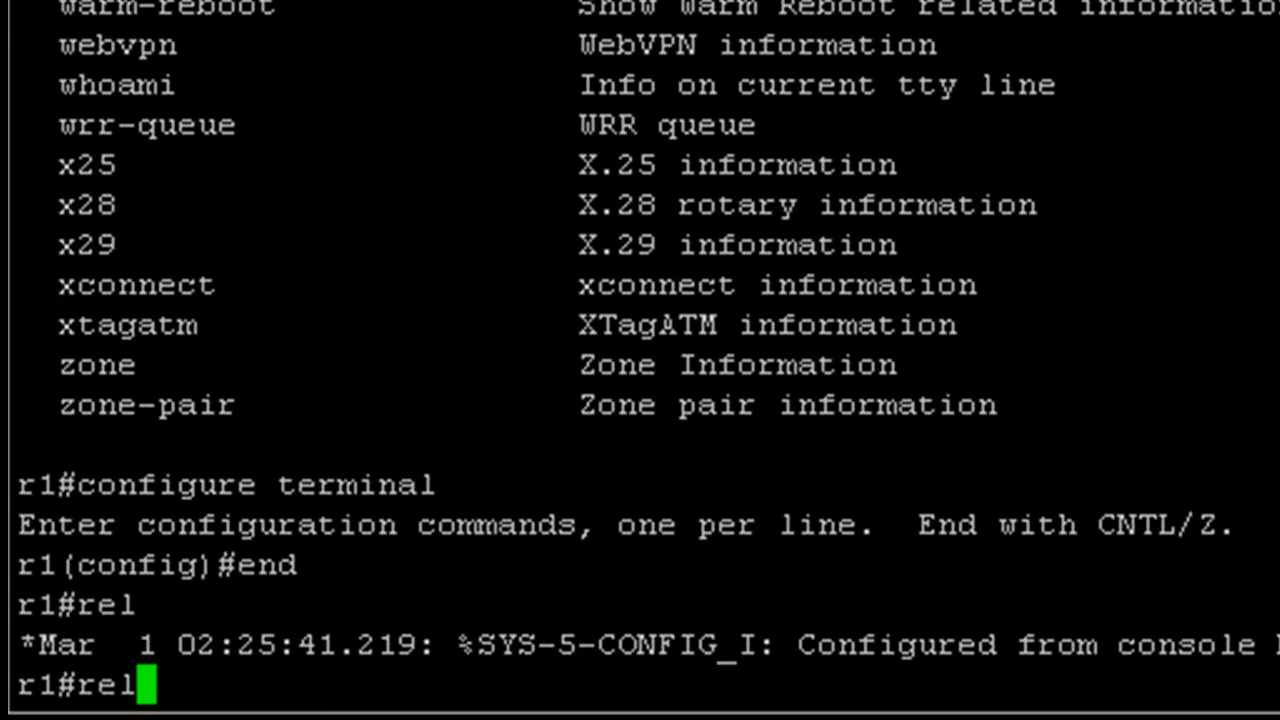 warm-reboot Show Warm Reboot related
webvpn WebVPN information
whoami Info on current tty line
wrr-queue WRR queue
x25 X.25 information
x28 X.28 rotary information
x29 X.29 information
xconnect xconnect information
xtagatm XTagATM information
zone Zone Information
zone-pair Zone pair information
r1#configure terminal
Enter configuration commands, one per line.  End with CNTL/Z.
r1(config)#end
r1#rel
*Mar  1 02:25:41.219: %SYS-5-CONFIG_I: Configured from console
r1#rel